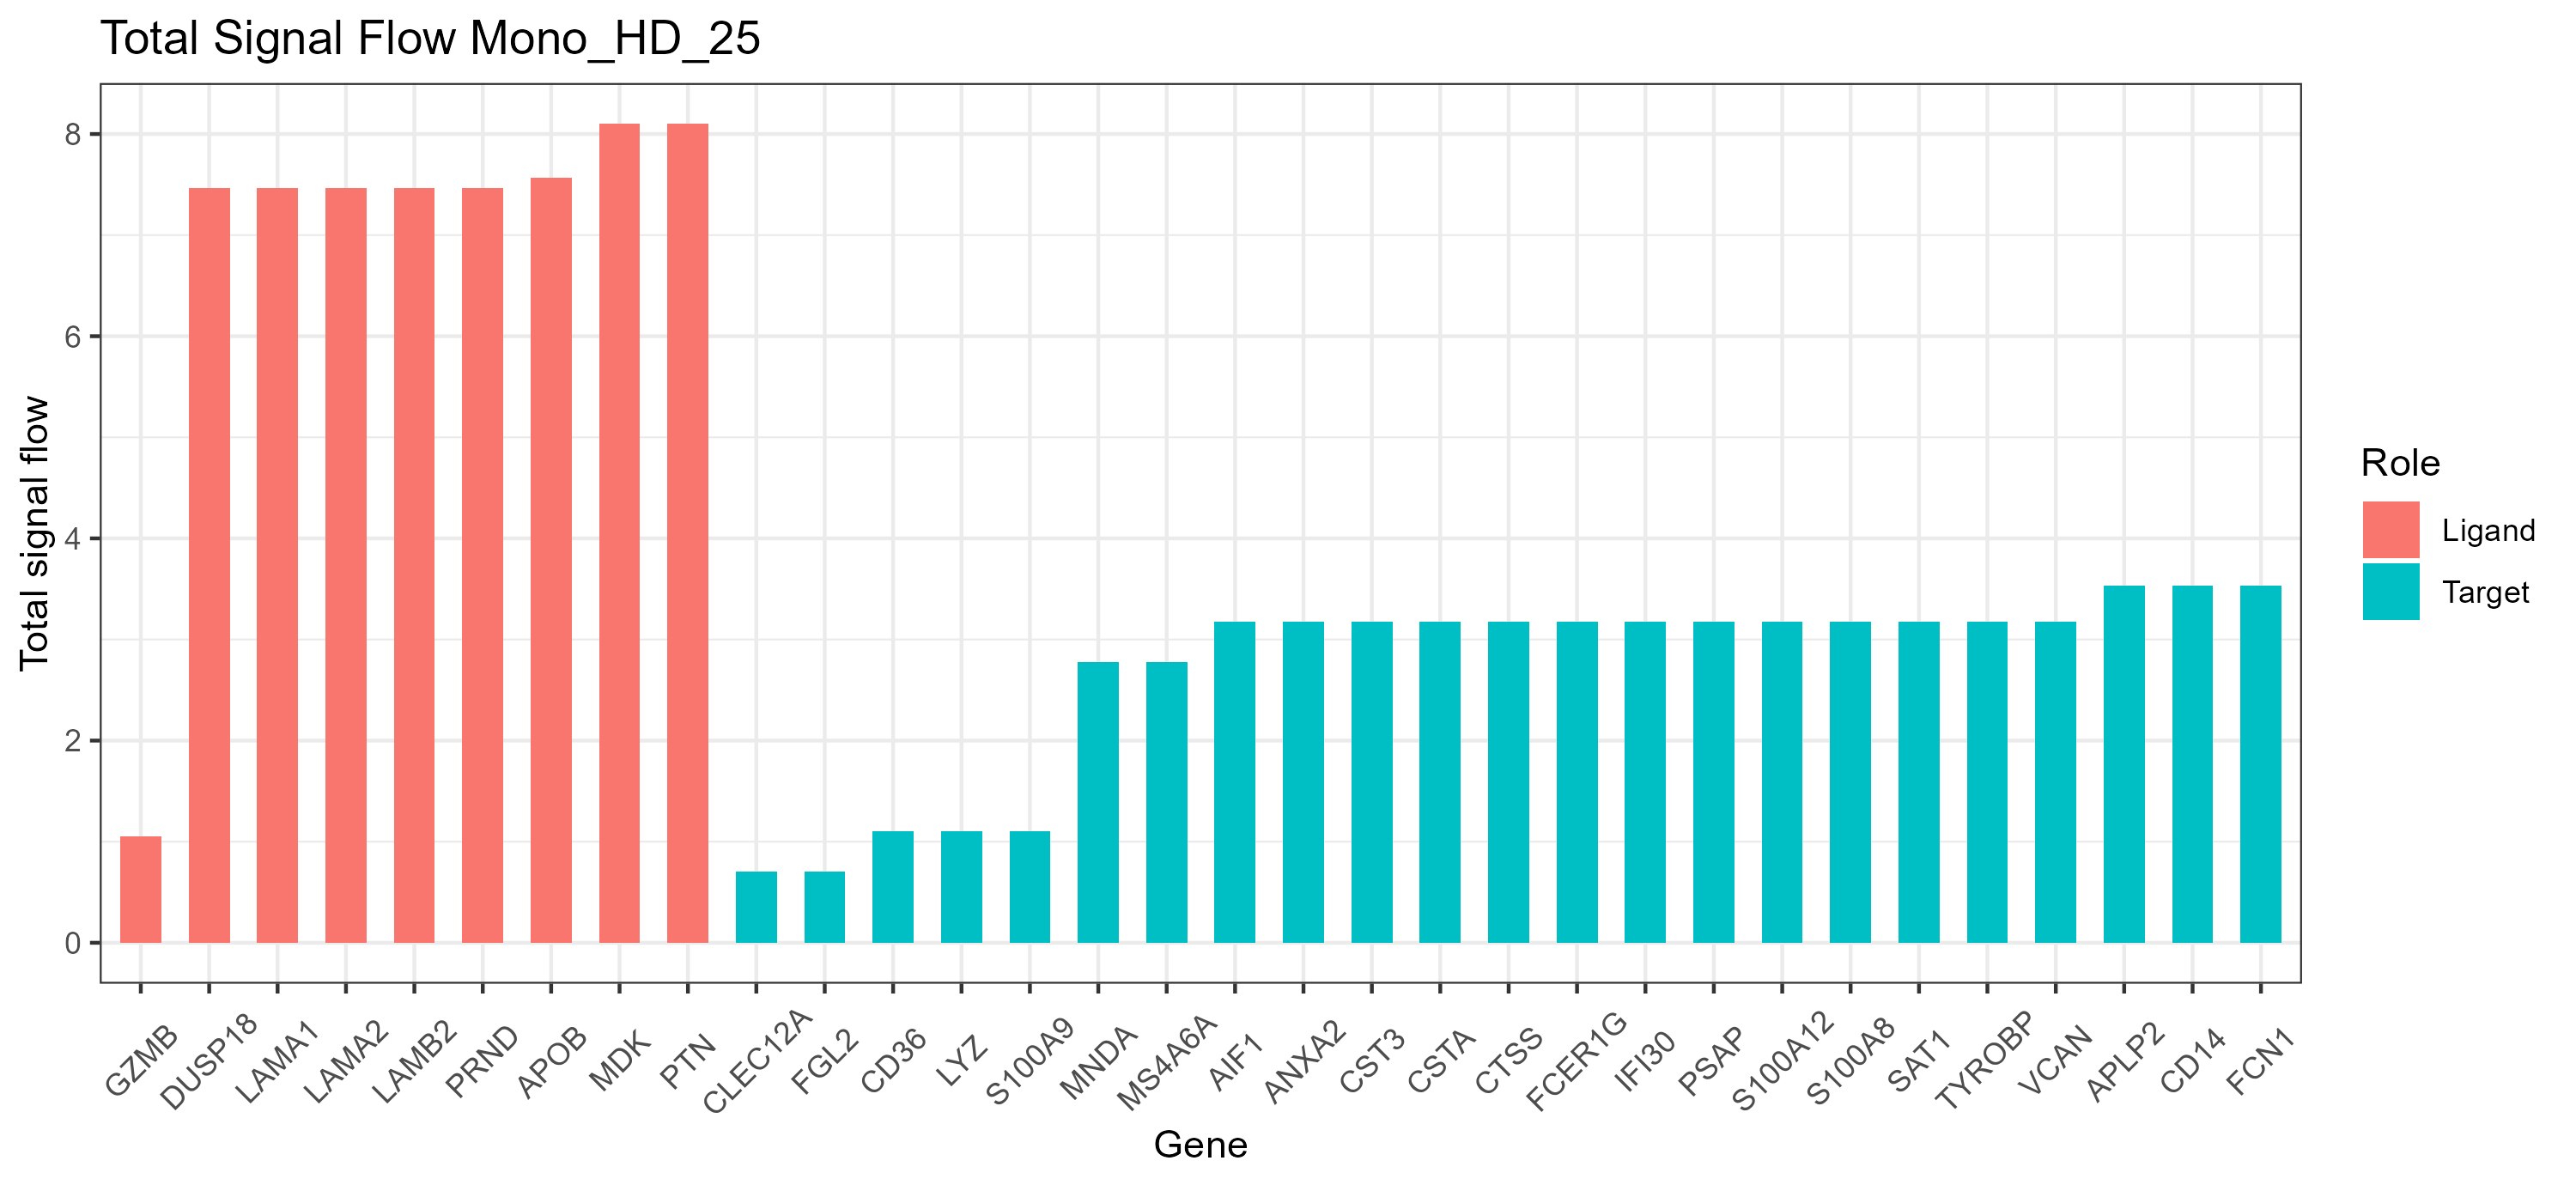 Total Signal Flow Mono_HD_25
Total signal flow
8
6
4
2
0
GZMB
DUSP18
LAMA1
LAMA2
LAMB2
PRND
APOB
MDK
PTN
CLEC12A
FGL2
CD36
LYZ
S100A9
MNDA
MS4A6A
AIF1
ANXA2
CST3
CSTA
CTSS
FCER1G
IFI30
PSAP
S100A12
S100A8
SAT1
TYROBP
VCAN
APLP2
CD14
FCN1
Gene
Role
Ligand
Target